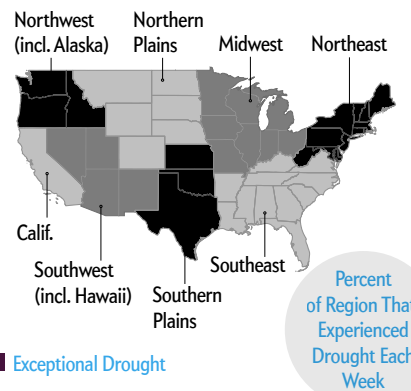 Northwest
(incl. Alaska)
Northern
Plains
Midwest
Northeast
Calif.
Southwest
(incl. Hawaii)
Southern
Plains
Southeast
Percent
of Region That
Experienced
Drought Each
Week
Exceptional Drought